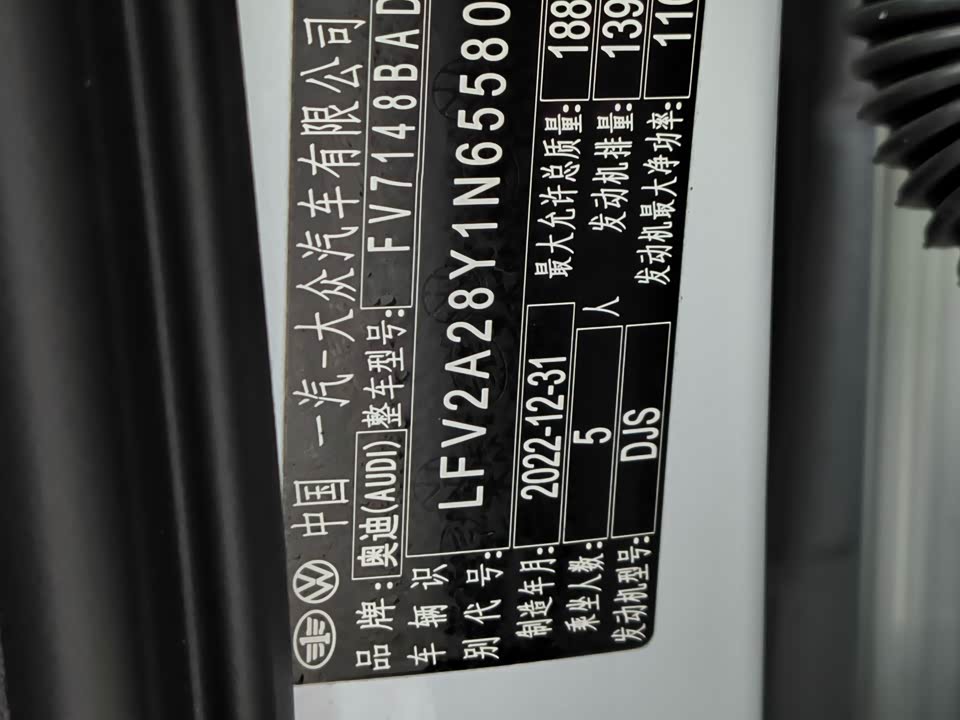 中国 一汽-大众汽车有限公司
品牌: 奥迪(AUDI) 整车型号: FV7148BAD
车辆识别代号: LFV2A28Y1N665580
制造年月: 2022-12-31 最大允许总质量: 188
乘坐人数: 5 人 发动机排量: 139
发动机型号: DJS 发动机最大净功率: 110